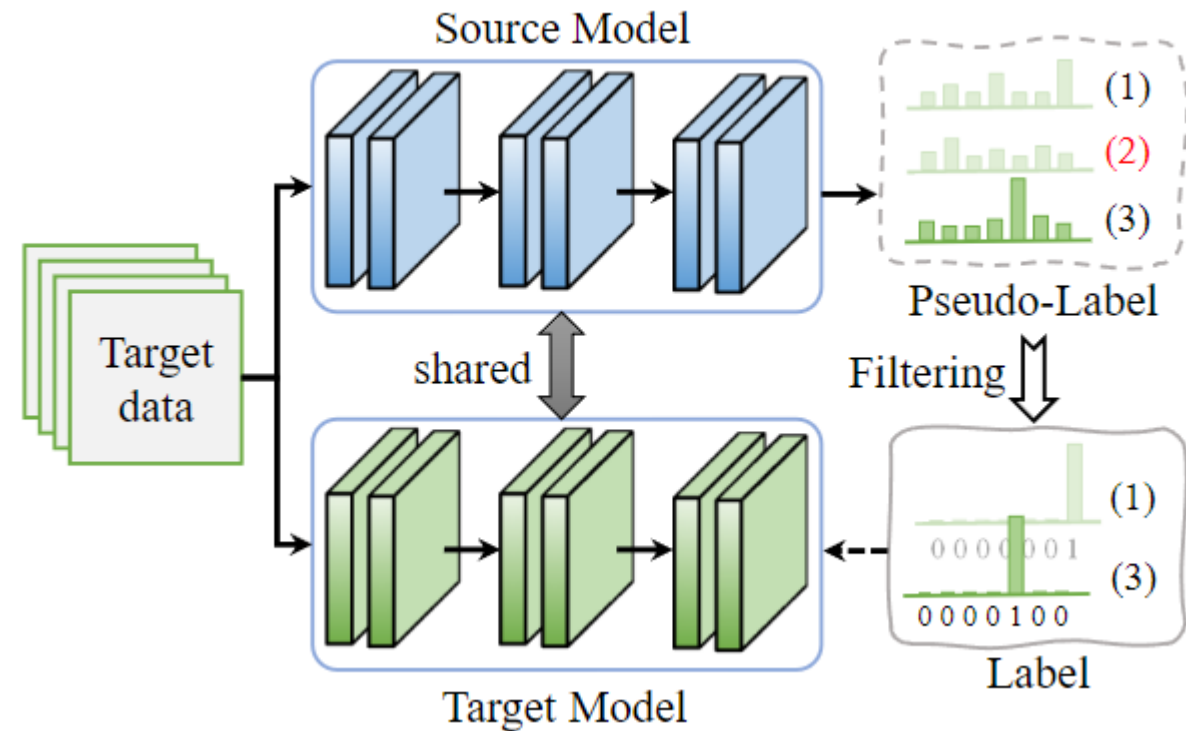 Source Model
(1)
(2)
(3)
Pseudo-Label
Target
data
shared
Filtering
(1)
0 0 0 0 0 0 1
(3)
0 0 0 0 1 0 0
Label
Target Model